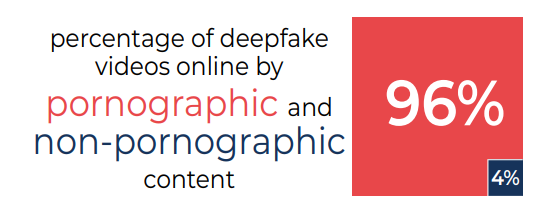 percentage of deepfake
videos online by
pornographic and
non-pornographic
content
96%
4%